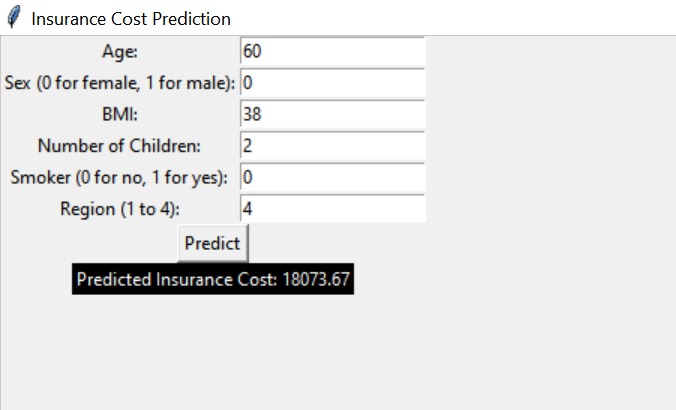 Insurance Cost Prediction
Age: 60
Sex (0 for female, 1 for male): 0
BMI: 38
Number of Children: 2
Smoker (0 for no, 1 for yes): 0
Region (1 to 4): 4
Predict
Predicted Insurance Cost: 18073.67